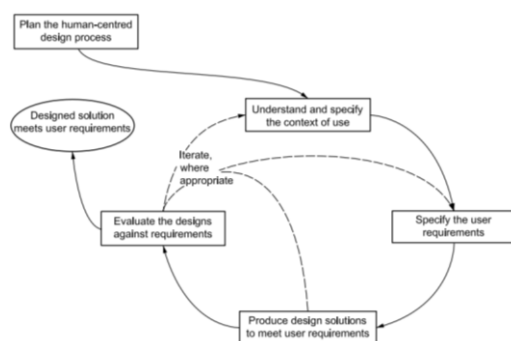 Plan the human-centred
design process
Designed solution
meets user requirements
Understand and specify
the context of use
Iterate,
where
appropriate
Evaluate the designs
against requirements
Specify the user
requirements
Produce design solutions
to meet user requirements